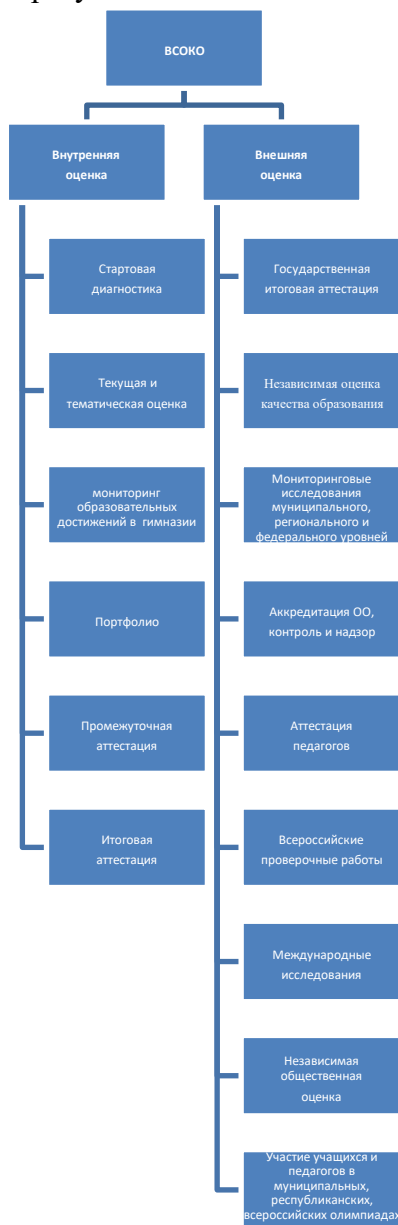 ВСОКО
Внутренняя
оценка
Стартовая
диагностика
Текущая и
тематическая оценка
мониторинг
образовательных
достижений в гимназии
Портфолио
Промежуточная
аттестация
Итоговая
аттестация
Внешняя
оценка
Государственная
итоговая аттестация
Независимая оценка
качества образования
Мониторинговые
исследования
муниципального,
регионального и
федерального уровней
Аккредитация ОО,
контроль и надзор
Аттестация
педагогов
Всероссийские
проверочные работы
Международные
исследования
Независимая
общественная
оценка
Участие учащихся и
педагогов в
муниципальных,
республиканских,
всероссийских олимпиадах